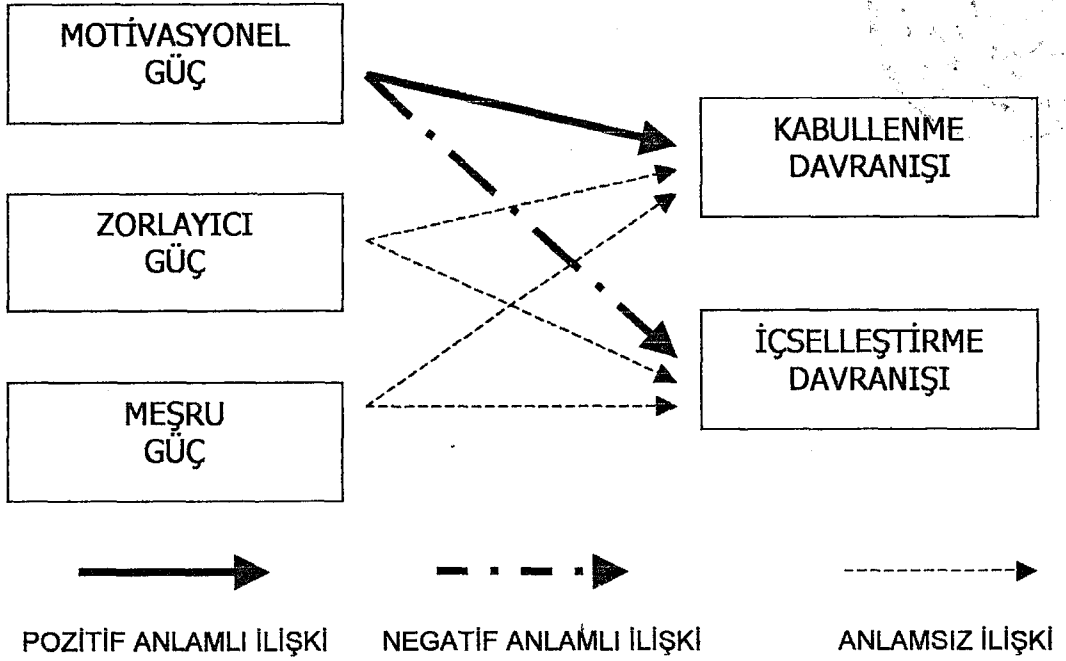 MOTİVASYONEL
GÜÇ
KABULLENME
DAVRANIŞI
ZORLAYICI
GÜÇ
İÇSELLEŞTİRME
DAVRANIŞI
MEŞRU
GÜÇ
POZİTİF ANLAMLI İLİŞKİ
NEGATİF ANLAMLI İLİŞKİ
ANLAMSIZ İLİŞKİ